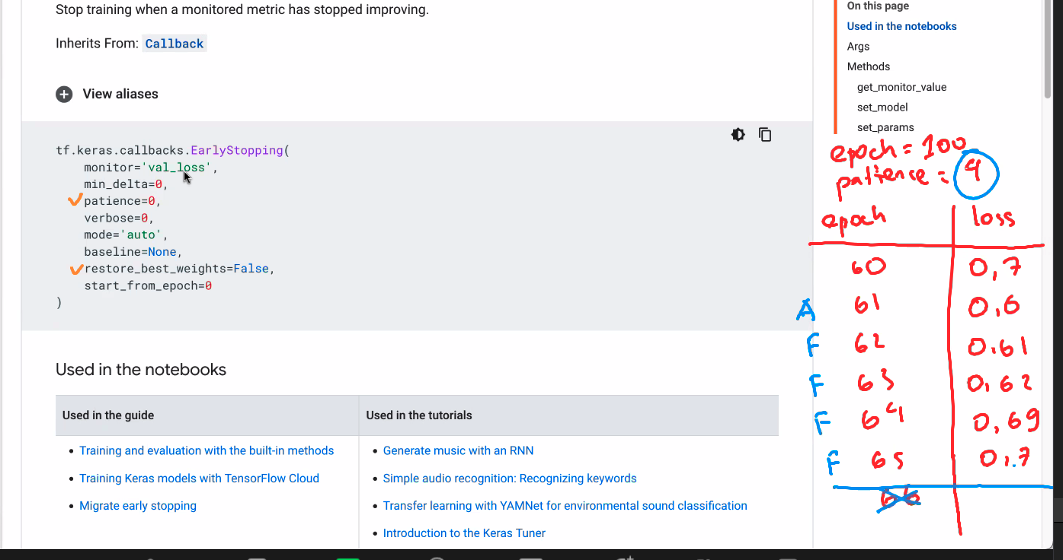 Stop training when a monitored metric has stopped improving.
Inherits From: Callback
View aliases
tf.keras.callbacks.EarlyStopping(
monitor='val_loss',
min_delta=0,
patience=0,
verbose=0,
mode='auto',
baseline=None,
restore_best_weights=False,
start_from_epoch=0
)
Used in the notebooks
Used in the guide Used in the tutorials
Training and evaluation with the built-in methods Generate music with an RNN
Training Keras models with TensorFlow Cloud Simple audio recognition: Recognizing keywords
Migrate early stopping Transfer learning with YAMNet for environmental sound classification
Introduction to the Keras Tuner
On this page
Used in the notebooks
Args
Methods
get_monitor_value
set_model
set_params
epoch = 100
patience = 4
epoch loss
60 0,7
A 61 0,6
F 62 0.61
F 63 0.62
F 64 0,69
F 65 0.7
66